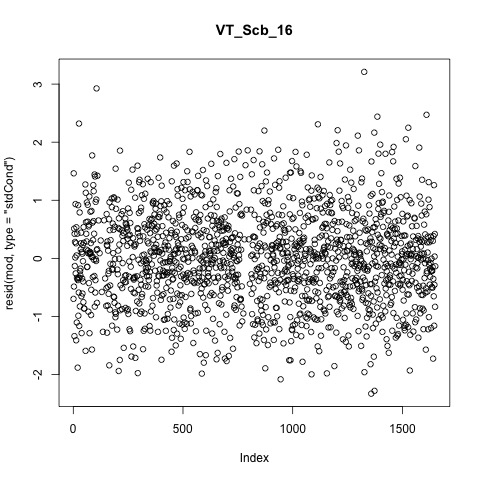 VT_Scb_16
resid(mod, type = "stdCond")
3
2
1
0
-1
-2
0 500 1000 1500
Index